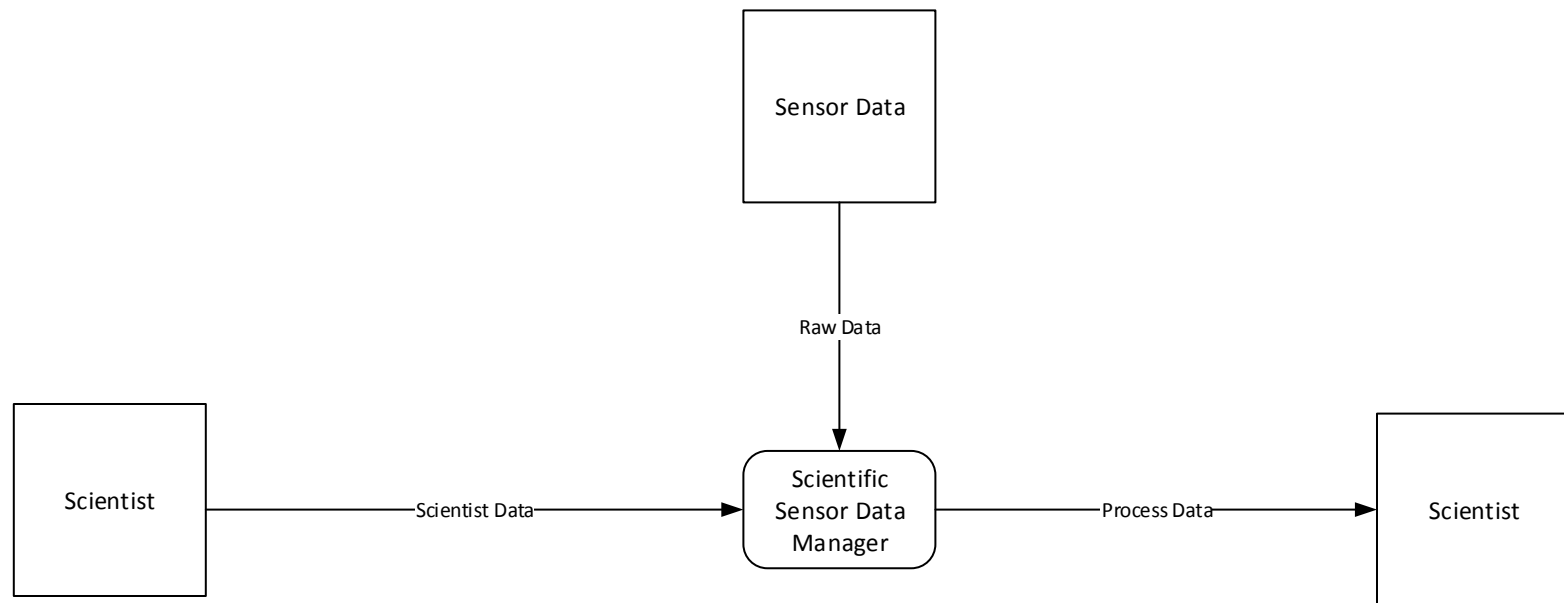 Sensor Data
Raw Data
Scientist
Scientist Data
Scientific
Sensor Data
Manager
Process Data
Scientist